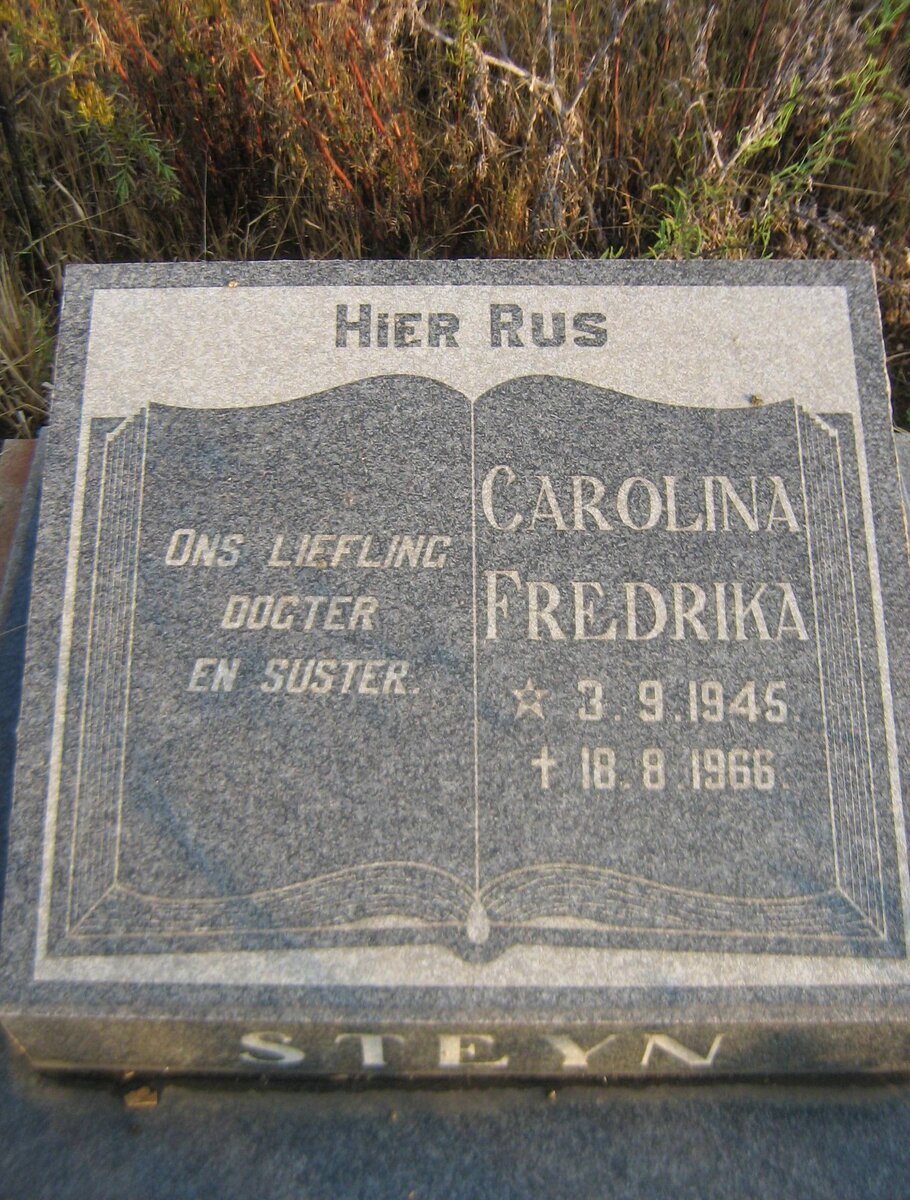 HIER RUS
ONS LIEFLING
DOGTER
EN SUSTER.
CAROLINA
FREDRIKA
☆ 3.9.1945.
† 18.8.1966.
STEYN